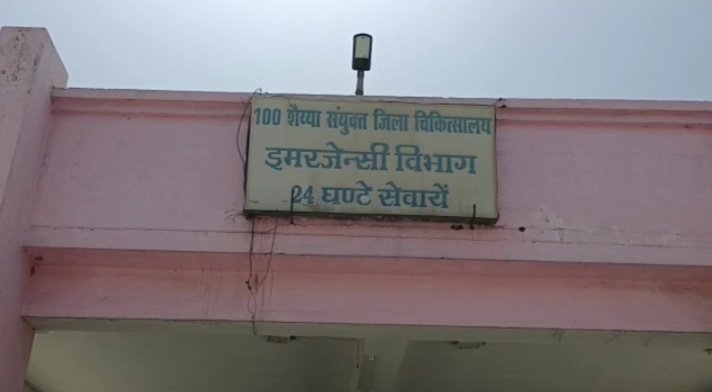 100 शैय्या संयुक्त जिला चिकित्सालय
इमरजेन्सी विभाग
24 घण्टे सेवायें